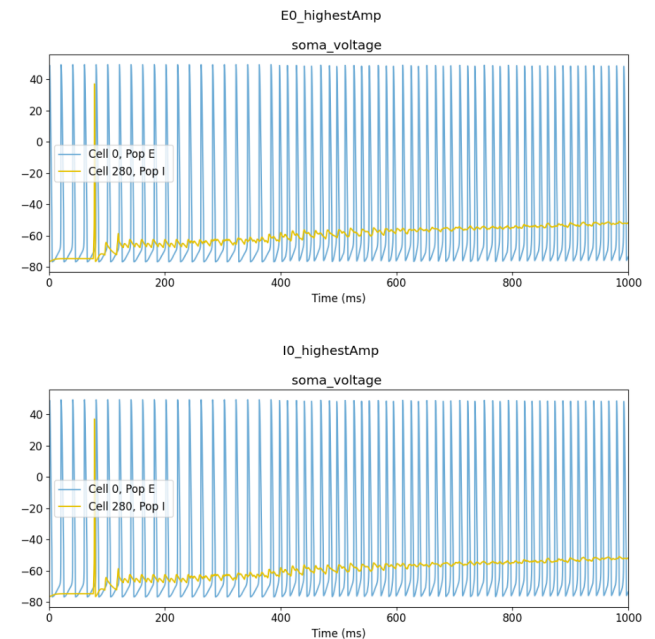 E0_highestAmp
soma_voltage
40
20
0
−20
−40
−60
−80
Cell 0, Pop E
Cell 280, Pop I
0 200 400 600 800 1000
Time (ms)
I0_highestAmp
soma_voltage
40
20
0
−20
−40
−60
−80
Cell 0, Pop E
Cell 280, Pop I
0 200 400 600 800 1000
Time (ms)